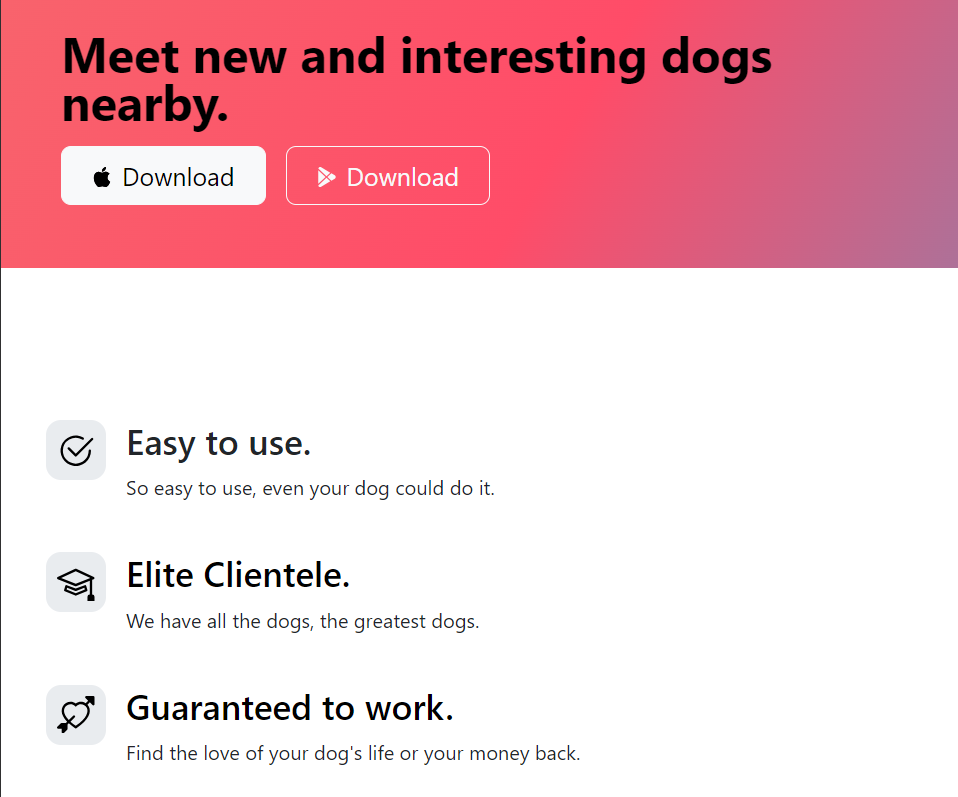 Meet new and interesting dogs
nearby.
Download
Download
Easy to use.
So easy to use, even your dog could do it.
Elite Clientele.
We have all the dogs, the greatest dogs.
Guaranteed to work.
Find the love of your dog's life or your money back.